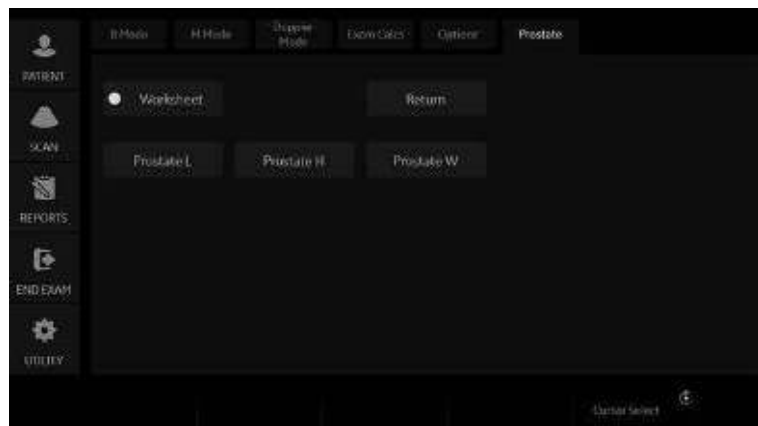 B Mode
M Mode
Doppler
Mode
Exam Calcs
Options
Prostate
PATIENT
Worksheet
Return
SCAN
Prostate L
Prostate H
Prostate W
REPORTS
END EXAM
UTILITY
Cursor Select